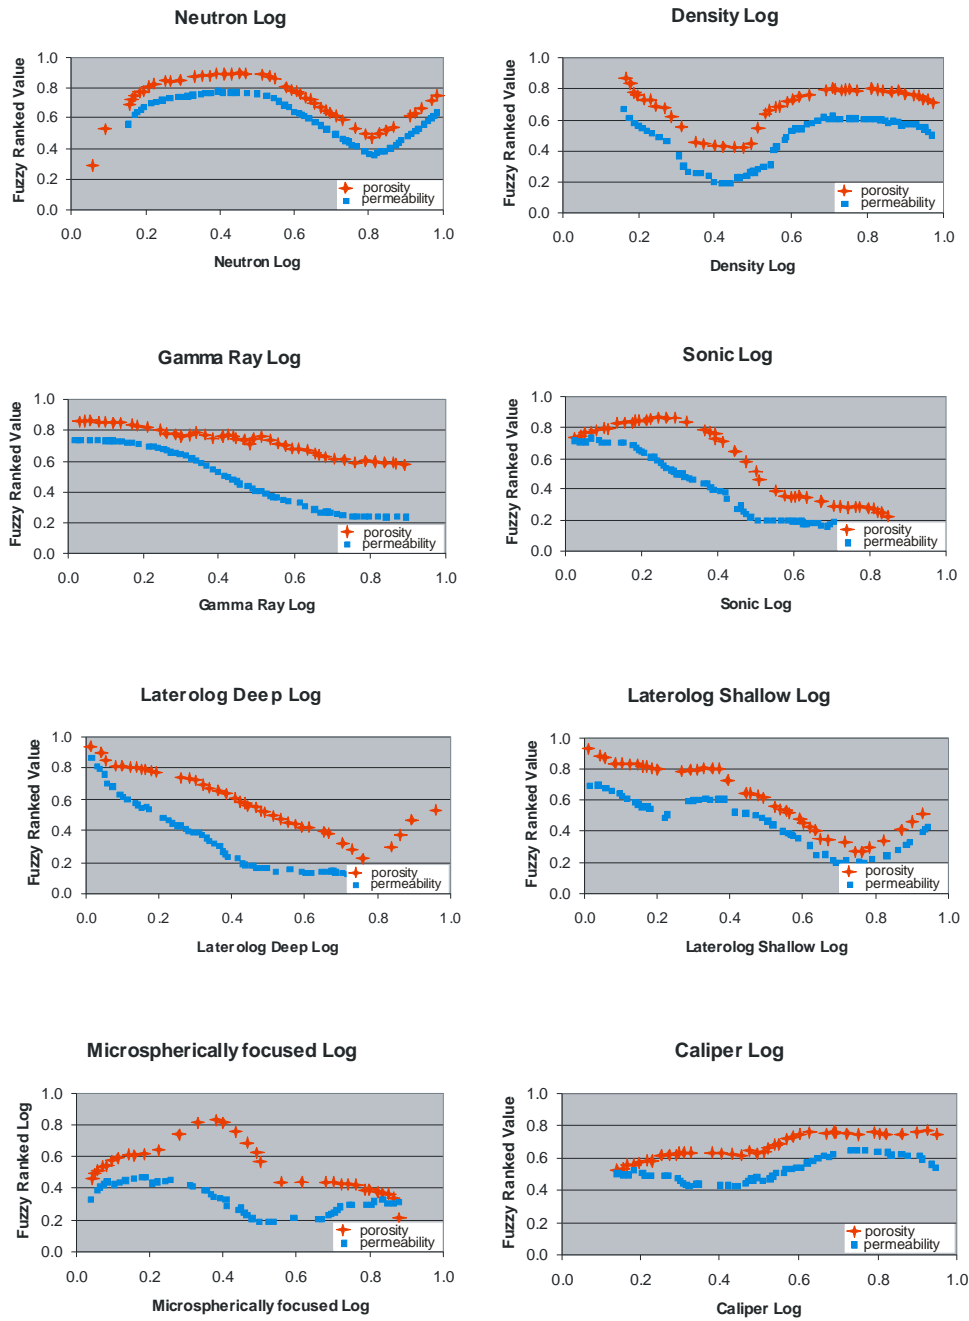 Neutron Log
Fuzzy Ranked Value
1.0
0.8
0.6
0.4
0.2
0.0
porosity
permeability
0.0 0.2 0.4 0.6 0.8 1.0
Neutron Log
Density Log
Fuzzy Ranked Value
1.0
0.8
0.6
0.4
0.2
0.0
porosity
permeability
0.0 0.2 0.4 0.6 0.8 1.0
Density Log
Gamma Ray Log
Fuzzy Ranked Value
1.0
0.8
0.6
0.4
0.2
0.0
porosity
permeability
0.0 0.2 0.4 0.6 0.8 1.0
Gamma Ray Log
Sonic Log
Fuzzy Ranked Value
1.0
0.8
0.6
0.4
0.2
0.0
porosity
permeability
0.0 0.2 0.4 0.6 0.8 1.0
Sonic Log
Laterolog Deep Log
Fuzzy Ranked Value
1.0
0.8
0.6
0.4
0.2
0.0
porosity
permeability
0.0 0.2 0.4 0.6 0.8 1.0
Laterolog Deep Log
Laterolog Shallow Log
Fuzzy Ranked Value
1.0
0.8
0.6
0.4
0.2
0.0
porosity
permeability
0.0 0.2 0.4 0.6 0.8 1.0
Laterolog Shallow Log
Microspherically focused Log
Fuzzy Ranked Log
1.0
0.8
0.6
0.4
0.2
0.0
porosity
permeability
0.0 0.2 0.4 0.6 0.8 1.0
Microspherically focused Log
Caliper Log
Fuzzy Ranked Value
1.0
0.8
0.6
0.4
0.2
0.0
porosity
permeability
0.0 0.2 0.4 0.6 0.8 1.0
Caliper Log